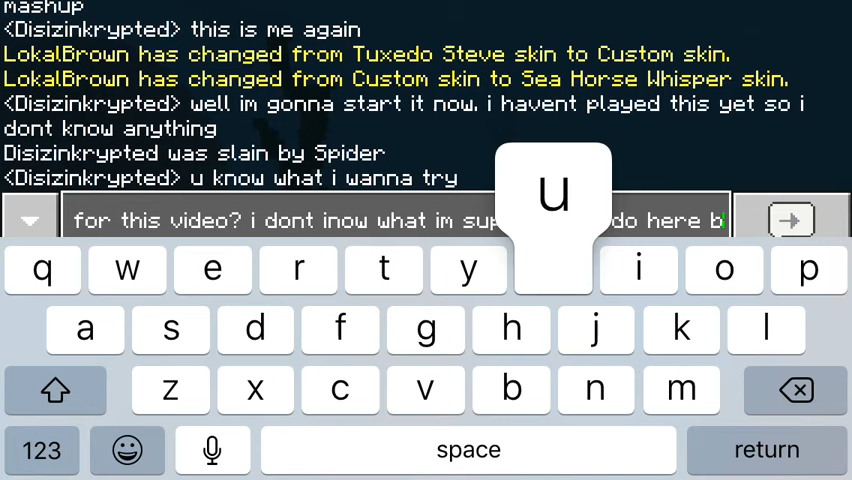 mashup
<Disizinkrypted> this is me again
LokalBrown has changed from Tuxedo Steve skin to Custom skin.
LokalBrown has changed from Custom skin to Sea Horse Whisper skin.
<Disizinkrypted> well im gonna start it now. i havent played this yet so i
dont know anything
Disizinkrypted was slain by Spider
<Disizinkrypted> u know what i wanna try
for this video? i dont inow what im sup do here b
u
q w e r t y i o p
a s d f g h j k l
z x c v b n m
123 space return